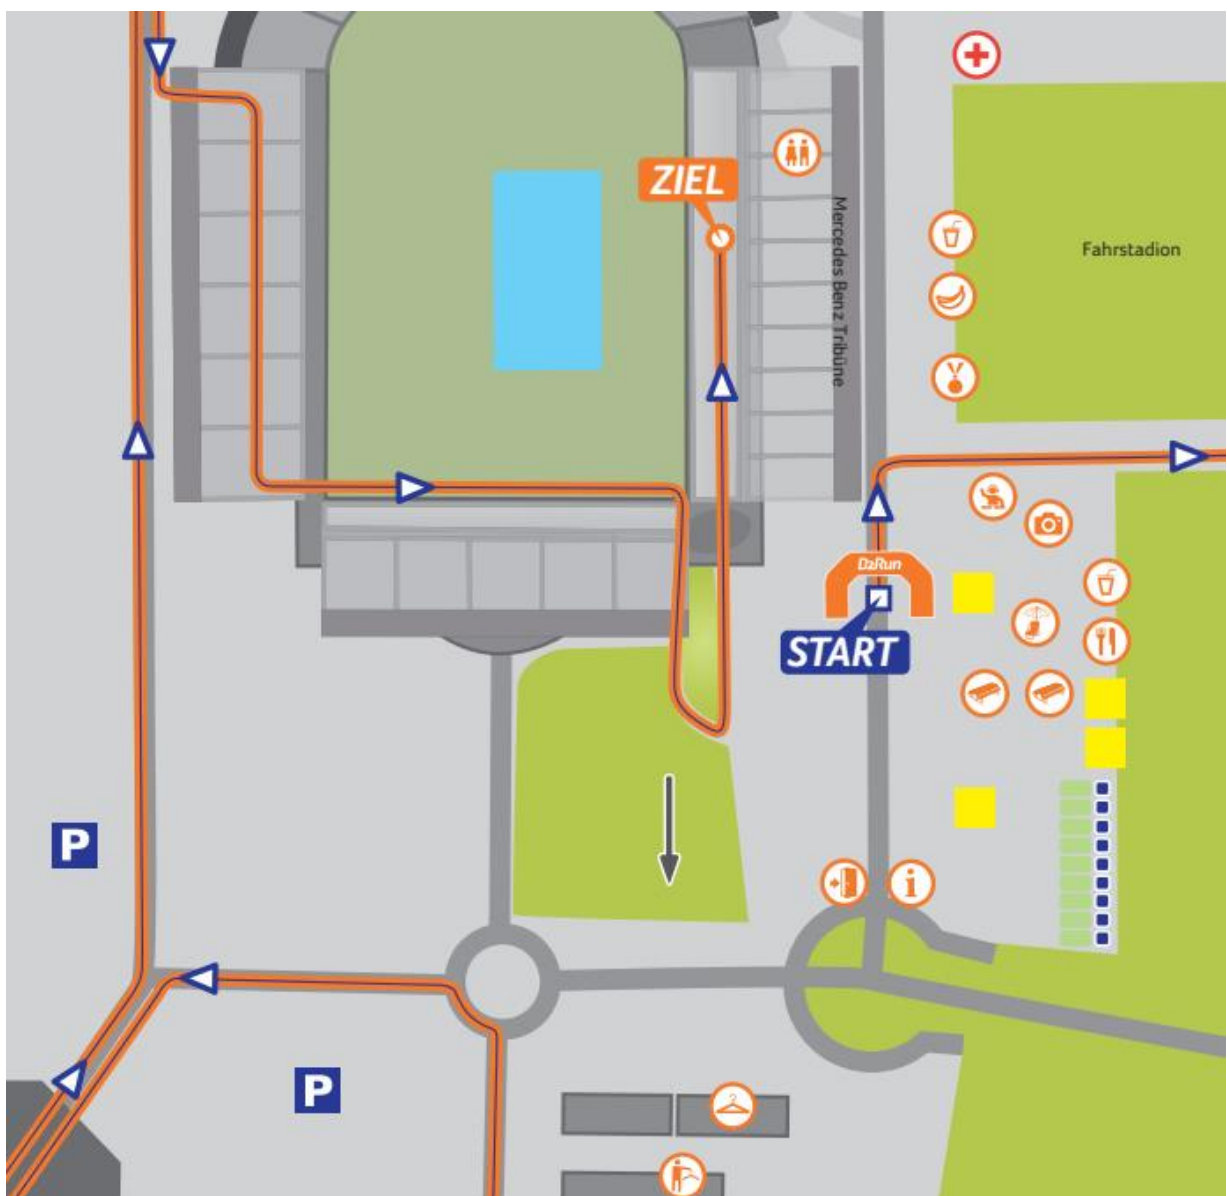 ZIEL
Mercedes Benz Tribüne
Fahrstadion
DzRun
START
i
P
P